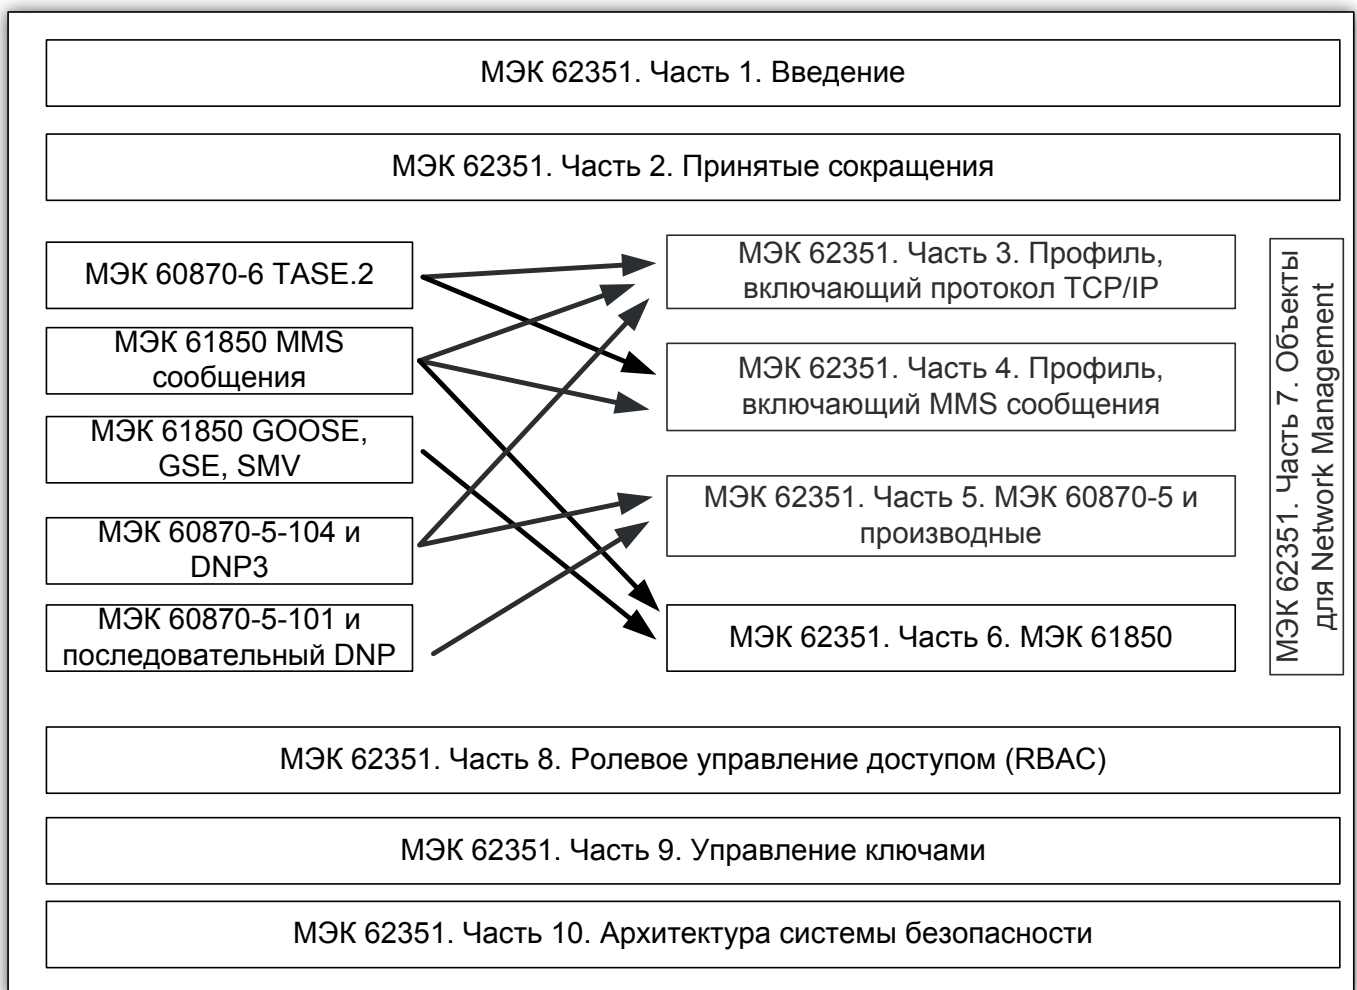 МЭК 62351. Часть 1. Введение
МЭК 62351. Часть 2. Принятые сокращения
МЭК 60870-6 TASE.2
МЭК 61850 MMS
сообщения
МЭК 61850 GOOSE,
GSE, SMV
МЭК 60870-5-104 и
DNP3
МЭК 60870-5-101 и
последовательный DNP
МЭК 62351. Часть 3. Профиль,
включающий протокол TCP/IP
МЭК 62351. Часть 4. Профиль,
включающий MMS сообщения
МЭК 62351. Часть 5. МЭК 60870-5 и
производные
МЭК 62351. Часть 6. МЭК 61850
МЭК 62351. Часть 7. Объекты
для Network Management
МЭК 62351. Часть 8. Ролевое управление доступом (RBAC)
МЭК 62351. Часть 9. Управление ключами
МЭК 62351. Часть 10. Архитектура системы безопасности